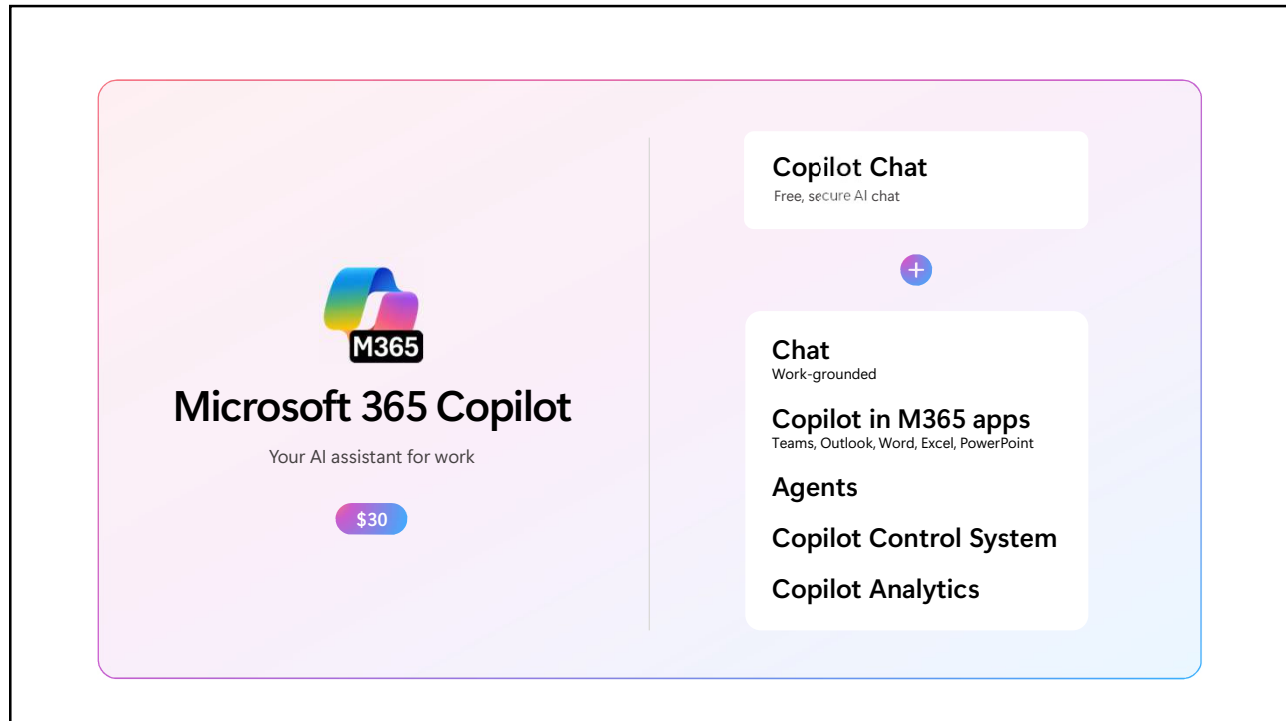 M365
Microsoft 365 Copilot
Your AI assistant for work
$30
Copilot Chat
Free, secure AI chat
Chat
Work-grounded
Copilot in M365 apps
Teams, Outlook, Word, Excel, PowerPoint
Agents
Copilot Control System
Copilot Analytics